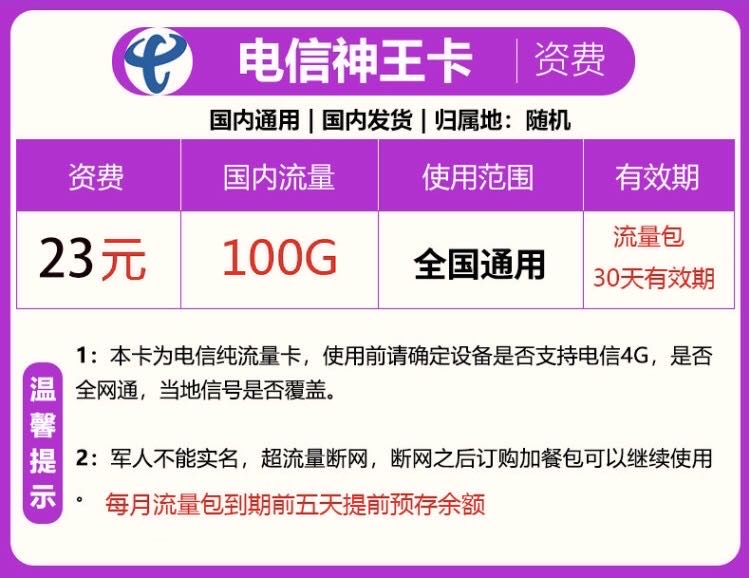 电信神王卡 | 资费
国内通用 | 国内发货 | 归属地：随机
资费 国内流量 使用范围 有效期
23元 100G 全国通用 流量包
30天有效期
温馨提示
1：本卡为电信纯流量卡，使用前请确定设备是否支持电信4G，是否
全网通，当地信号是否覆盖。
2：军人不能实名，超流量断网，断网之后订购加餐包可以继续使用
。每月流量包到期前五天提前预存余额